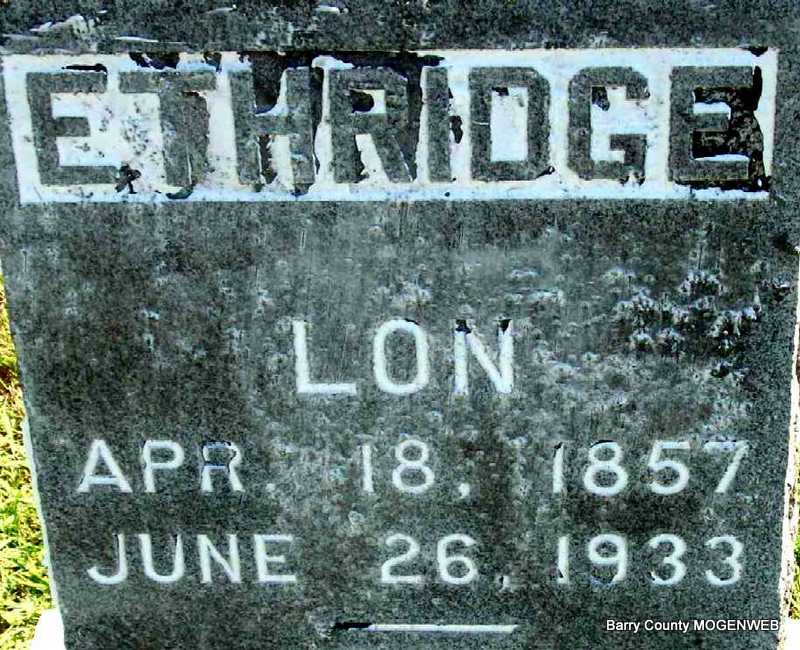 ETHRIDGE
LON
APR. 18, 1857
JUNE 26, 1933
Barry County MOGENWEB